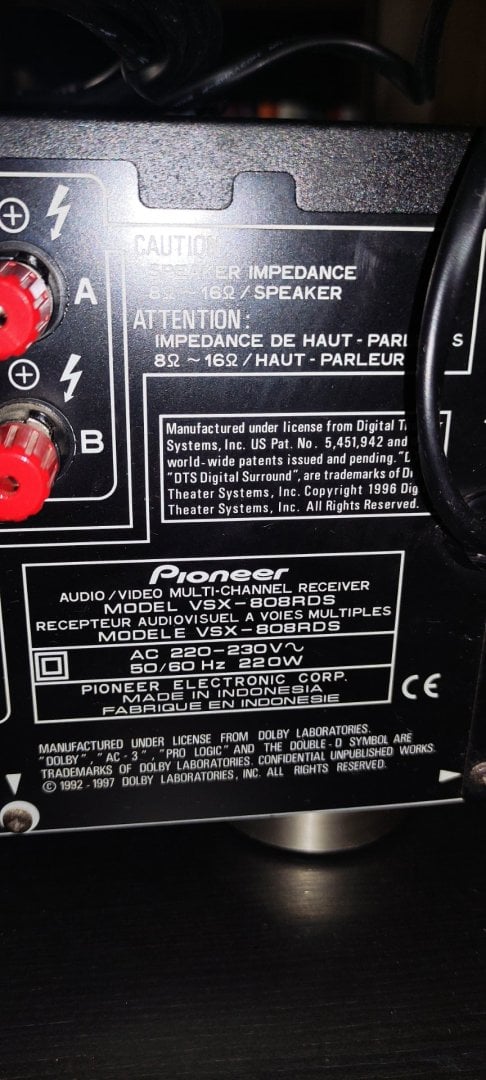 CAUTION
SPEAKER IMPEDANCE
8Ω ~ 16Ω / SPEAKER
ATTENTION :
IMPEDANCE DE HAUT - PARL S
8Ω ~ 16Ω / HAUT - PARLEUR
A
B
Manufactured under license from Digital T
Systems, Inc. US Pat. No. 5,451,942 and
world-wide patents issued and pending. "D
"DTS Digital Surround", are trademarks of Di
Theater Systems, Inc. Copyright 1996 Dig
Theater Systems, Inc. All Rights Reserved.
Pioneer
AUDIO/VIDEO MULTI-CHANNEL RECEIVER
MODEL VSX-808RDS
RECEPTEUR AUDIOVISUEL A VOIES MULTIPLES
MODELE VSX-808RDS
AC 220-230V~
50/60 Hz 220W
PIONEER ELECTRONIC CORP.
MADE IN INDONESIA
FABRIQUE EN INDONESIE
CE
MANUFACTURED UNDER LICENSE FROM DOLBY LABORATORIES.
"DOLBY", "AC-3", "PRO LOGIC" AND THE DOUBLE-D SYMBOL ARE
TRADEMARKS OF DOLBY LABORATORIES. CONFIDENTIAL UNPUBLISHED WORKS.
© 1992-1997 DOLBY LABORATORIES, INC. ALL RIGHTS RESERVED.